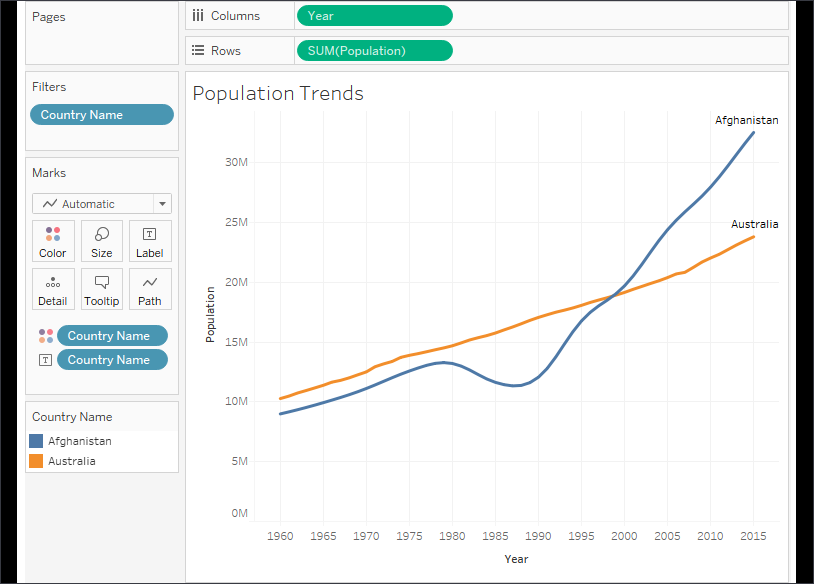 Pages
Columns
Year
Rows
SUM(Population)
Filters
Country Name
Marks
Automatic
Color
Size
T
Label
Detail
Tooltip
Path
Country Name
T
Country Name
Country Name
Afghanistan
Australia
Population Trends
Afghanistan
Australia
30M
25M
20M
15M
10M
5M
0M
Population
1960 1965 1970 1975 1980 1985 1990 1995 2000 2005 2010 2015
Year